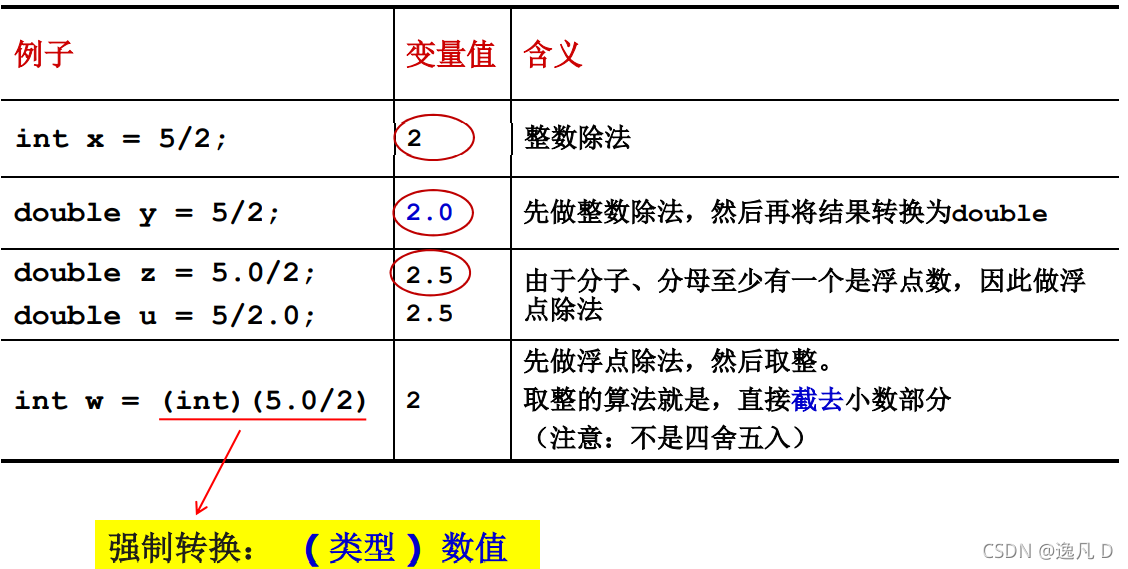 例子 变量值 含义
int x = 5/2; 2 整数除法
double y = 5/2; 2.0 先做整数除法，然后再将结果转换为double
double z = 5.0/2; 2.5 由于分子、分母至少有一个是浮点数，因此做浮
double u = 5/2.0; 2.5 点除法
先做浮点除法，然后取整。
int w = (int)(5.0/2) 2 取整的算法就是，直接截去小数部分
（注意：不是四舍五入）
强制转换： (类型) 数值
CSDN @逸凡 D